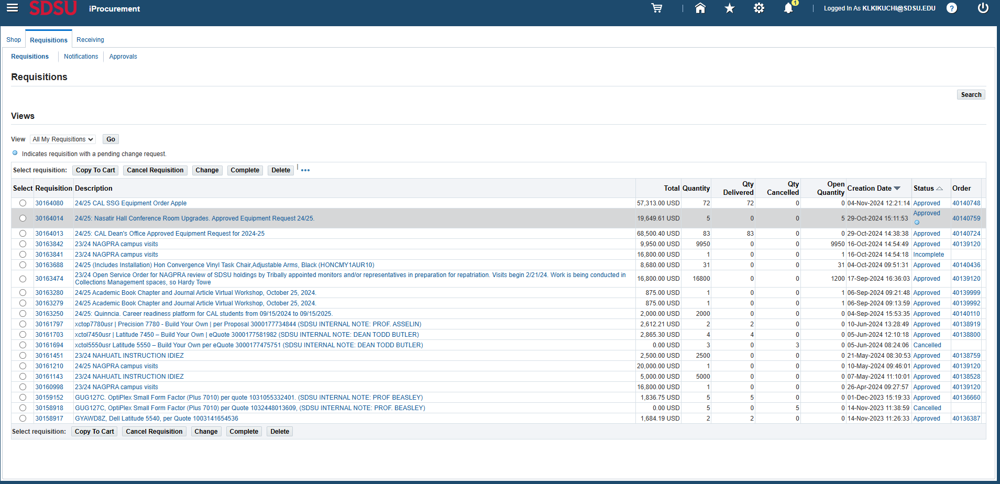 SDSU iProcurement 1 Logged In As KLKIKUCHI@SDSU.EDU ?
Shop Requisitions Receiving
Requisitions Notifications Approvals
Requisitions
Search
Views
View All My Requisitions Go
Indicates requisition with a pending change request.
Select requisition: Copy To Cart Cancel Requisition Change Complete Delete
Select Requisition Description Total Quantity Qty Delivered Qty Cancelled Open Quantity Creation Date Status Order
30164080 24/25 CAL SSG Equipment Order Apple 57,313.00 USD 72 72 0 0 04-Nov-2024 12:21:14 Approved 40140748
30164014 24/25: Nasatir Hall Conference Room Upgrades. Approved Equipment Request 24/25. 19,649.61 USD 5 0 0 5 29-Oct-2024 15:11:53 Approved 40140759
30164013 24/25: CAL Dean's Office Approved Equipment Request for 2024-25 68,500.40 USD 83 83 0 0 29-Oct-2024 14:38:38 Approved 40140724
30163842 23/24 NAGPRA campus visits 9,950.00 USD 9950 0 0 9950 16-Oct-2024 14:54:49 Approved 40139120
30163841 23/24 NAGPRA campus visits 16,800.00 USD 1 0 0 1 16-Oct-2024 14:54:18 Incomplete
30163688 24/25 (Includes Installation) Hon Convergence Vinyl Task Chair,Adjustable Arms, Black (HONCMY1AUR10) 8,680.00 USD 31 0 0 31 04-Oct-2024 09:51:31 Approved 40140436
30163474 23/24 Open Service Order for NAGPRA review of SDSU holdings by Tribally appointed monitors and/or representatives in preparation for repatriation. Visits begin 2/21/24. Work is being conducted in
Collections Management spaces, so Hardy Towe 16,800.00 USD 16800 0 0 1200 17-Sep-2024 16:36:03 Approved 40139120
30163280 24/25 Academic Book Chapter and Journal Article Virtual Workshop, October 25, 2024. 875.00 USD 1 0 0 1 06-Sep-2024 09:21:48 Approved 40139999
30163279 24/25 Academic Book Chapter and Journal Article Virtual Workshop, October 25, 2024. 875.00 USD 1 0 0 1 06-Sep-2024 09:13:59 Approved 40139992
30163250 24/25: Quinncia. Career readiness platform for CAL students from 09/15/2024 to 09/15/2025. 2,000.00 USD 2000 0 0 0 04-Sep-2024 15:53:35 Approved 40140110
30161797 xctop7780usr | Precision 7780 - Build Your Own | per Proposal 3000177734844 (SDSU INTERNAL NOTE: PROF. ASSELIN) 2,612.21 USD 2 2 0 0 10-Jun-2024 13:28:49 Approved 40138919
30161703 xctol7450usr | Latitude 7450 – Build Your Own | eQuote 3000177581982 (SDSU INTERNAL NOTE: DEAN TODD BUTLER) 2,865.30 USD 4 4 0 0 05-Jun-2024 12:10:18 Approved 40138800
30161694 xctol5550usr Latitude 5550 – Build Your Own per eQuote 3000177475751 (SDSU INTERNAL NOTE: DEAN TODD BUTLER) 0.00 USD 3 0 3 0 05-Jun-2024 08:24:06 Cancelled
30161451 23/24 NAHUATL INSTRUCTION IDIEZ 2,500.00 USD 2500 0 0 0 21-May-2024 08:30:53 Approved 40138759
30161210 24/25 NAGPRA campus visits 20,000.00 USD 1 0 0 0 10-May-2024 09:46:01 Approved 40139120
30161143 23/24 NAHUATL INSTRUCTION IDIEZ 5,000.00 USD 5000 0 0 0 07-May-2024 11:10:01 Approved 40138528
30160998 23/24 NAGPRA campus visits 16,800.00 USD 1 0 0 0 26-Apr-2024 09:27:57 Approved 40139120
30159152 GUG127C. OptiPlex Small Form Factor (Plus 7010) per quote 1031055332401. (SDSU INTERNAL NOTE: PROF BEASLEY) 1,836.75 USD 5 5 0 0 01-Dec-2023 15:19:33 Approved 40136660
30158918 GUG127C, OptiPlex Small Form Factor (Plus 7010) per Quote 1032448013609, (SDSU INTERNAL NOTE: PROF. BEASLEY) 0.00 USD 5 0 5 0 14-Nov-2023 11:38:59 Cancelled
30158917 GYAWD8Z, Dell Latitude 5540, per Quote 1003141654536 1,684.19 USD 2 2 0 0 14-Nov-2023 11:26:33 Approved 40136387
Select requisition: Copy To Cart Cancel Requisition Change Complete Delete